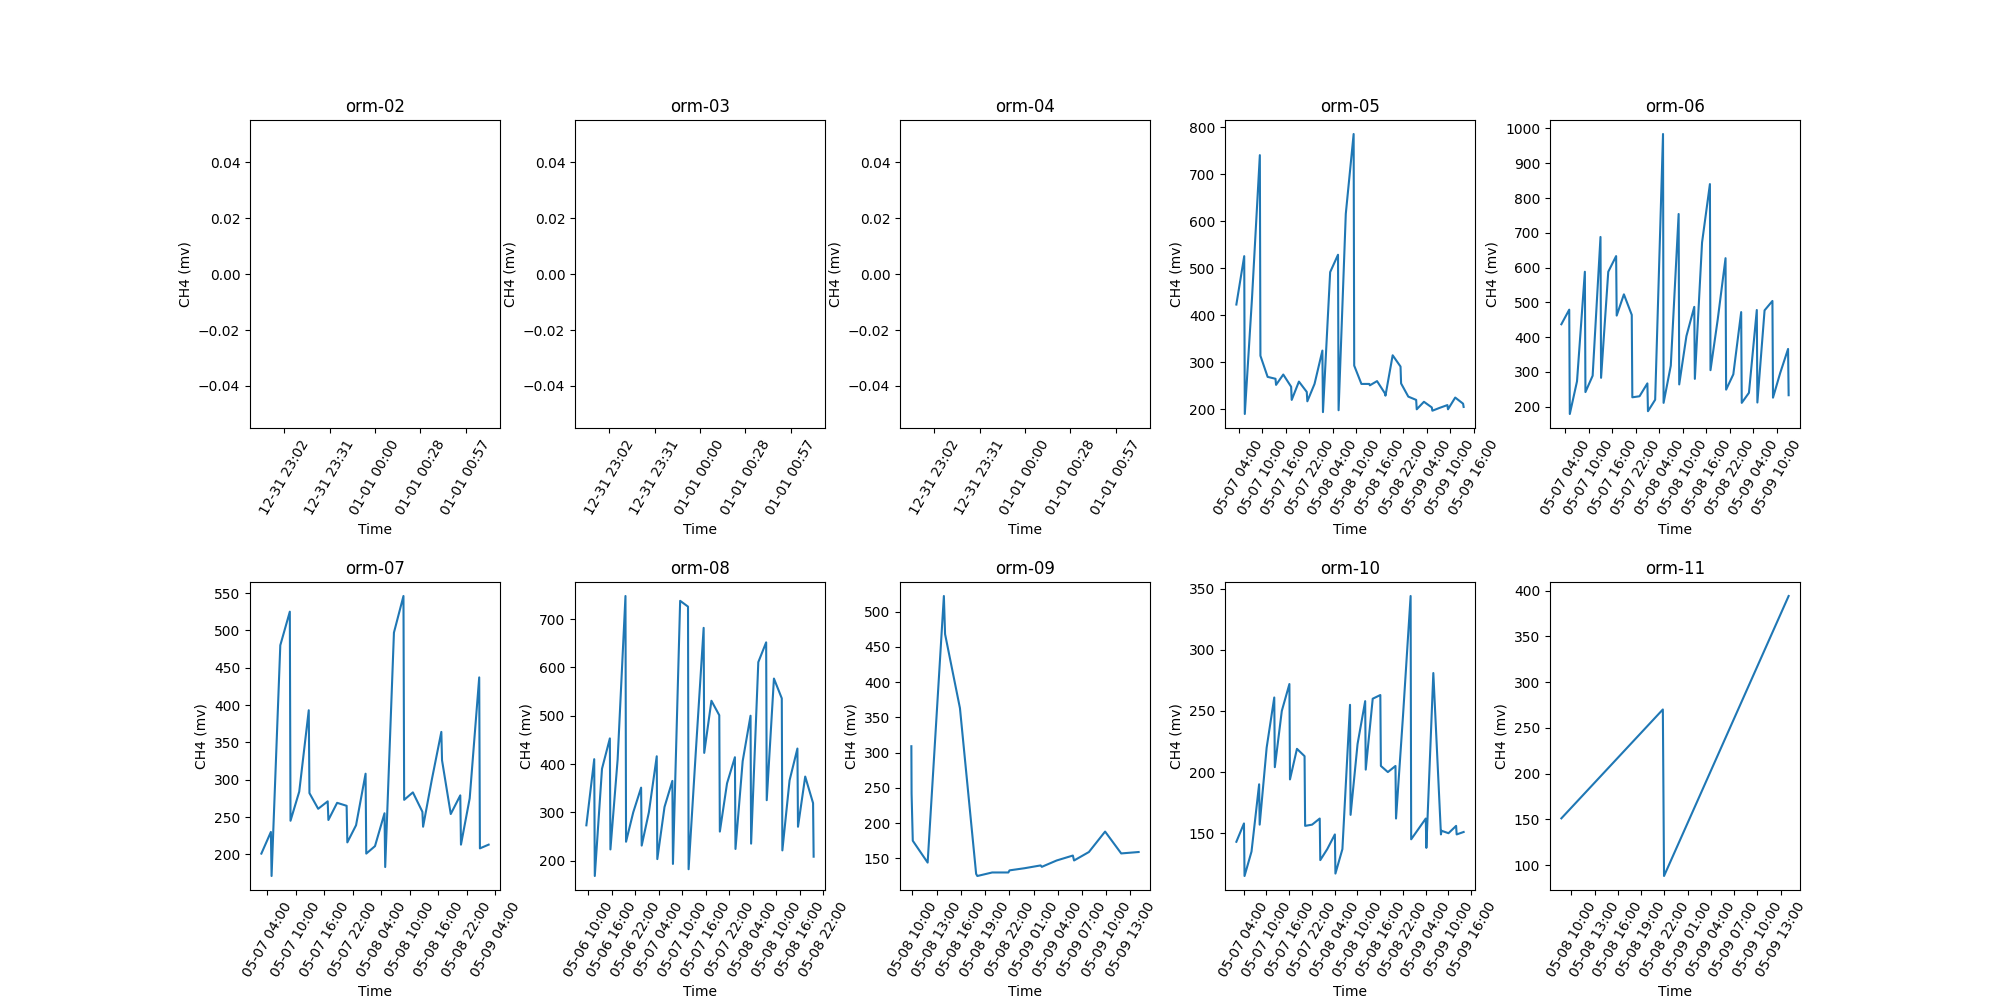 orm-02 orm-03 orm-04 orm-05 orm-06
CH4 (mv)
0.04
0.02
0.00
−0.02
−0.04
12-31 23:02 12-31 23:31 01-01 00:00 01-01 00:28 01-01 00:57
Time
CH4 (mv)
0.04
0.02
0.00
−0.02
−0.04
12-31 23:02 12-31 23:31 01-01 00:00 01-01 00:28 01-01 00:57
Time
CH4 (mv)
0.04
0.02
0.00
−0.02
−0.04
12-31 23:02 12-31 23:31 01-01 00:00 01-01 00:28 01-01 00:57
Time
CH4 (mv)
800
700
600
500
400
300
200
05-07 04:00 05-07 10:00 05-07 16:00 05-07 22:00 05-08 04:00 05-08 10:00 05-08 16:00 05-08 22:00 05-09 04:00 05-09 10:00 05-09 16:00
Time
CH4 (mv)
1000
900
800
700
600
500
400
300
200
05-07 04:00 05-07 10:00 05-07 16:00 05-07 22:00 05-08 04:00 05-08 10:00 05-08 16:00 05-08 22:00 05-09 04:00 05-09 10:00
Time
orm-07 orm-08 orm-09 orm-10 orm-11
CH4 (mv)
550
500
450
400
350
300
250
200
05-07 04:00 05-07 10:00 05-07 16:00 05-07 22:00 05-08 04:00 05-08 10:00 05-08 16:00 05-08 22:00 05-09 04:00
Time
CH4 (mv)
700
600
500
400
300
200
05-06 10:00 05-06 16:00 05-06 22:00 05-07 04:00 05-07 10:00 05-07 16:00 05-07 22:00 05-08 04:00 05-08 10:00 05-08 16:00 05-08 22:00
Time
CH4 (mv)
500
450
400
350
300
250
200
150
05-08 10:00 05-08 13:00 05-08 16:00 05-08 19:00 05-08 22:00 05-09 01:00 05-09 04:00 05-09 07:00 05-09 10:00 05-09 13:00
Time
CH4 (mv)
350
300
250
200
150
05-07 04:00 05-07 10:00 05-07 16:00 05-07 22:00 05-08 04:00 05-08 10:00 05-08 16:00 05-08 22:00 05-09 04:00 05-09 10:00 05-09 16:00
Time
CH4 (mv)
400
350
300
250
200
150
100
05-08 10:00 05-08 13:00 05-08 16:00 05-08 19:00 05-08 22:00 05-09 01:00 05-09 04:00 05-09 07:00 05-09 10:00 05-09 13:00
Time